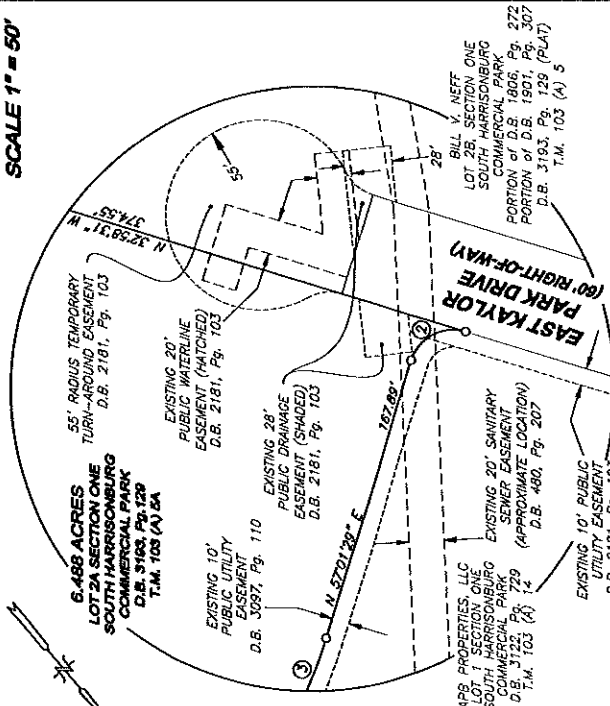 SCALE 1" = 50'
6.488 ACRES
LOT 2A SECTION ONE
SOUTH HARRISONBURG
COMMERCIAL PARK
D.B. 3193, Pg.129
T.M. 103 (A) 5A
55' RADIUS TEMPORARY
TURN-AROUND EASEMENT
D.B. 2181, Pg. 103
EXISTING 20'
PUBLIC WATERLINE
EASEMENT (HATCHED)
D.B. 2181, Pg. 103
EXISTING 28'
PUBLIC DRAINAGE
EASEMENT (SHADED)
D.B. 2181, Pg. 103
N 32°58'31" W
374.55'
55'
28'
EXISTING 10'
PUBLIC UTILITY
EASEMENT
D.B. 3097, Pg. 110
N 57°01'29" E
167.89'
2
3
N
EXISTING 20' SANITARY
SEWER EASEMENT
(APPROXIMATE LOCATION)
D.B. 480, Pg. 207
EAST KAYLOR
PARK DRIVE
(60' RIGHT-OF-WAY)
BILL V. NEFF
LOT 2B, SECTION ONE
SOUTH HARRISONBURG
COMMERCIAL PARK
PORTION of D.B. 1806, Pg. 272
PORTION of D.B. 1901, Pg. 307
D.B. 3193, Pg. 129 (PLAT)
T.M. 103 (A) 5
APB PROPERTIES, LLC
LOT 1 SECTION ONE
SOUTH HARRISONBURG
COMMERCIAL PARK
D.B. 3122, Pg. 729
T.M. 103 (A) 14
EXISTING 10' PUBLIC
UTILITY EASEMENT